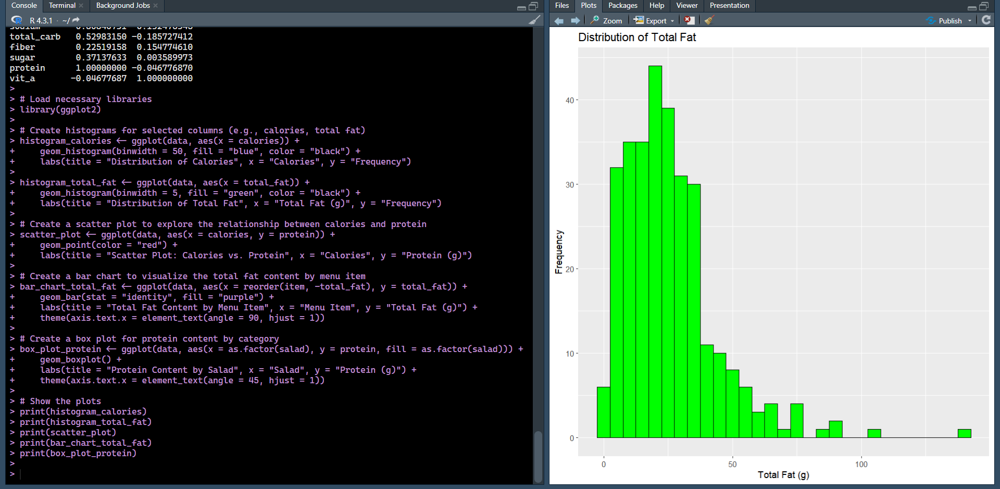 Console Terminal Background Jobs
R 4.3.1 · ~/
total_carb 0.52983150 -0.185727412
fiber 0.22519158 0.154774610
sugar 0.37137633 0.003589973
protein 1.00000000 -0.046776870
vit_a -0.04677687 1.000000000
>
> # Load necessary libraries
> library(ggplot2)
>
> # Create histograms for selected columns (e.g., calories, total fat)
> histogram_calories <- ggplot(data, aes(x = calories)) +
+ geom_histogram(binwidth = 50, fill = "blue", color = "black") +
+ labs(title = "Distribution of Calories", x = "Calories", y = "Frequency")
>
> histogram_total_fat <- ggplot(data, aes(x = total_fat)) +
+ geom_histogram(binwidth = 5, fill = "green", color = "black") +
+ labs(title = "Distribution of Total Fat", x = "Total Fat (g)", y = "Frequency")
>
> # Create a scatter plot to explore the relationship between calories and protein
> scatter_plot <- ggplot(data, aes(x = calories, y = protein)) +
+ geom_point(color = "red") +
+ labs(title = "Scatter Plot: Calories vs. Protein", x = "Calories", y = "Protein (g)")
>
> # Create a bar chart to visualize the total fat content by menu item
> bar_chart_total_fat <- ggplot(data, aes(x = reorder(item, -total_fat), y = total_fat)) +
+ geom_bar(stat = "identity", fill = "purple") +
+ labs(title = "Total Fat Content by Menu Item", x = "Menu Item", y = "Total Fat (g)") +
+ theme(axis.text.x = element_text(angle = 90, hjust = 1))
>
> # Create a box plot for protein content by category
> box_plot_protein <- ggplot(data, aes(x = as.factor(salad), y = protein, fill = as.factor(salad))) +
+ geom_boxplot() +
+ labs(title = "Protein Content by Salad", x = "Salad", y = "Protein (g)") +
+ theme(axis.text.x = element_text(angle = 45, hjust = 1))
>
> # Show the plots
> print(histogram_calories)
> print(histogram_total_fat)
> print(scatter_plot)
> print(bar_chart_total_fat)
> print(box_plot_protein)
>
>
Files Plots Packages Help Viewer Presentation
Zoom Export Publish
Distribution of Total Fat
40
30
20
10
0
Frequency
0 50 100
Total Fat (g)